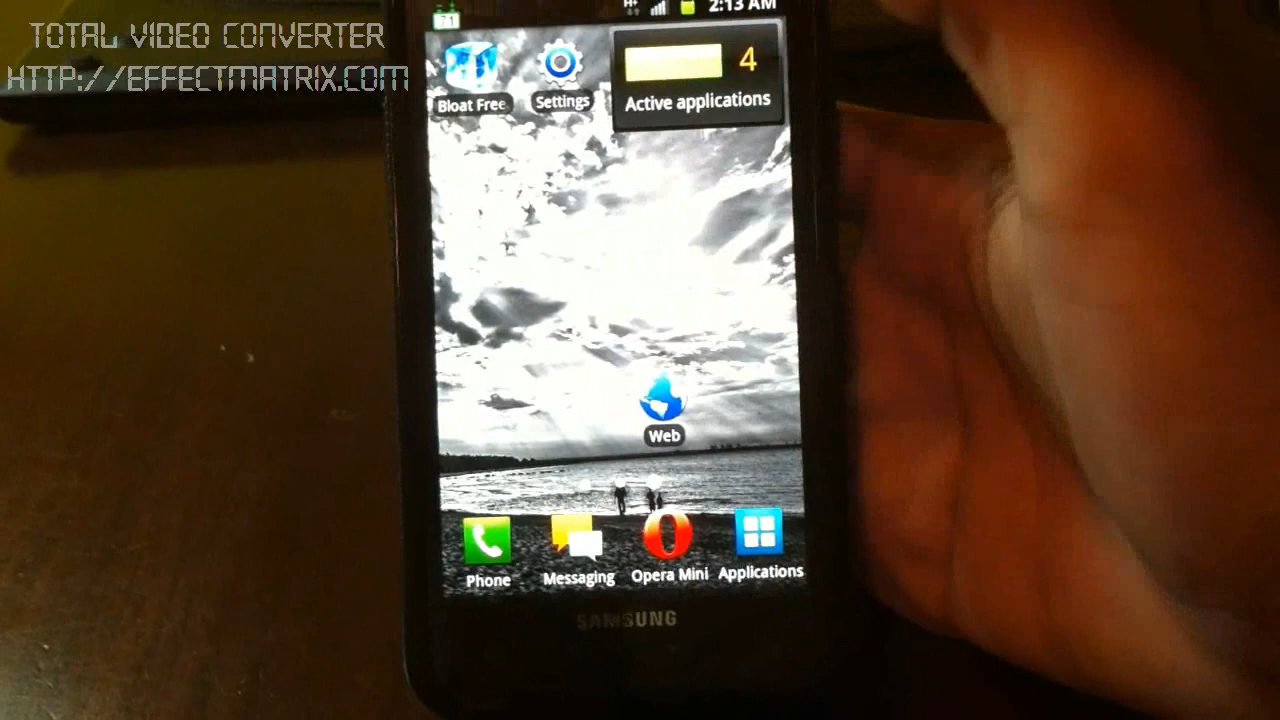 TOTAL VIDEO CONVERTER
HTTP://EFFECTMATRIX.COM
H+
2:13 AM
71
4
Bloat Free
Settings
Active applications
Web
Phone
Messaging
Opera Mini
Applications
SAMSUNG